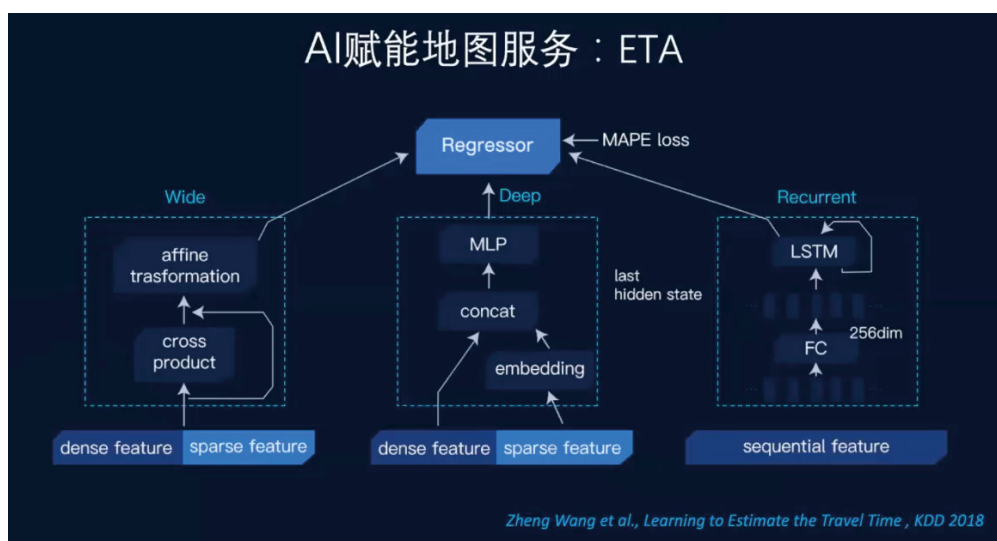 AI赋能地图服务：ETA
Regressor
MAPE loss
Wide
Deep
Recurrent
affine
trasformation
cross
product
MLP
concat
embedding
last
hidden state
LSTM
256dim
FC
dense feature
sparse feature
dense feature
sparse feature
sequential feature
Zheng Wang et al., Learning to Estimate the Travel Time , KDD 2018